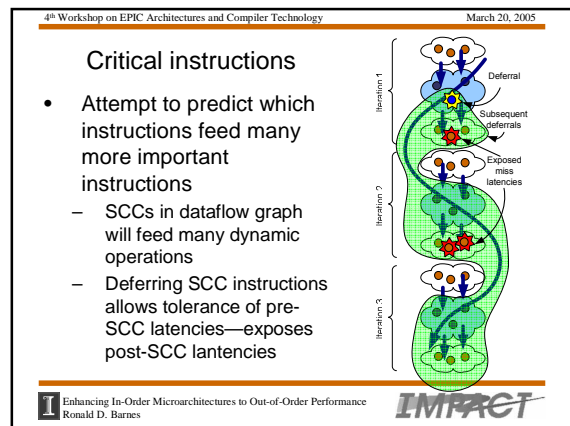 4th Workshop on EPIC Architectures and Compiler Technology
March 20, 2005
Critical instructions
• Attempt to predict which
instructions feed many
more important
instructions
– SCCs in dataflow graph
will feed many dynamic
operations
– Deferring SCC instructions
allows tolerance of pre-
SCC latencies—exposes
post-SCC lantencies
Iteration 1
Deferral
Subsequent
deferrals
Exposed
miss
latencies
Iteration 2
Iteration 3
I
Enhancing In-Order Microarchitectures to Out-of-Order Performance
Ronald D. Barnes
IMPACT